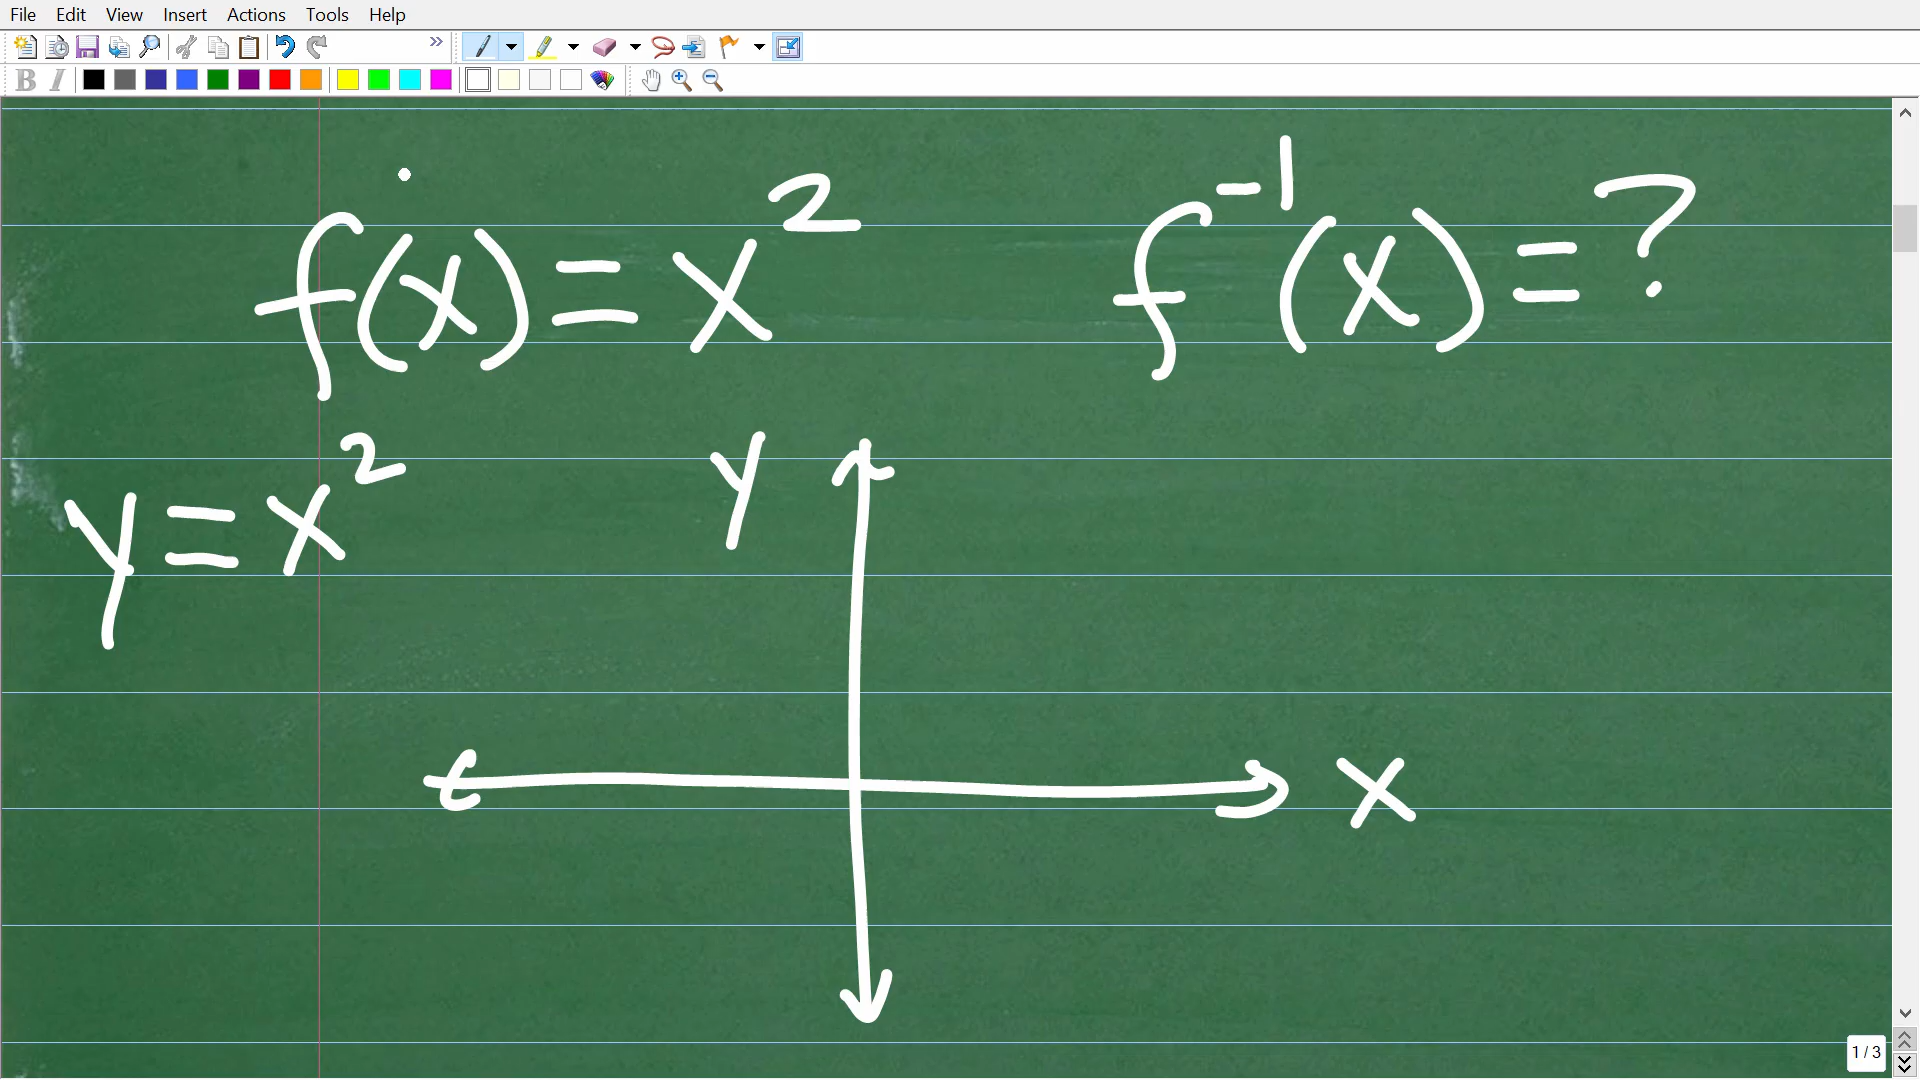 File Edit View Insert Actions Tools Help
B I
f(x) = x² f⁻¹(x) = ?
y = x²
y
x
1 / 3